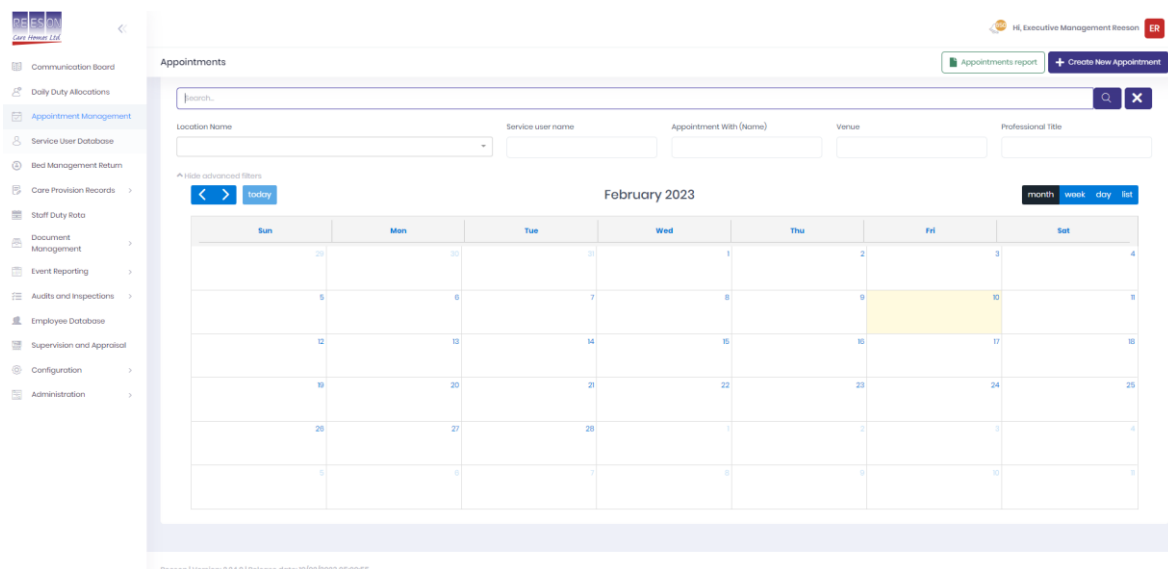 REESON
Care Homes Ltd
Hi, Executive Management Reeson
ER
Communication Board
Daily Duty Allocations
Appointment Management
Service User Database
Bed Management Return
Care Provision Records
Staff Duty Rota
Document
Management
Event Reporting
Audits and Inspections
Employee Database
Supervision and Appraisal
Configuration
Administration
Appointments
Appointments report
Create New Appointment
Search..
Location Name
Service user name
Appointment With (Name)
Venue
Professional Title
Hide advanced filters
today
February 2023
month week day list
Sun Mon Tue Wed Thu Fri Sat
29 30 31 1 2 3 4
5 6 7 8 9 10 11
12 13 14 15 16 17 18
19 20 21 22 23 24 25
26 27 28 1 2 3 4
5 6 7 8 9 10 11